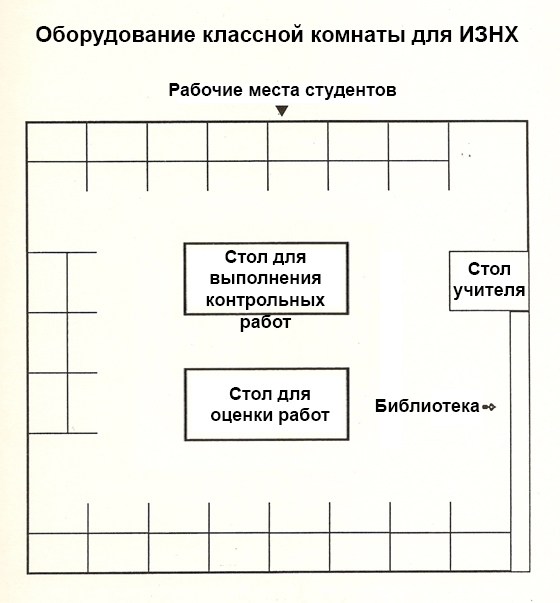 Оборудование классной комнаты для ИЗНХ
Рабочие места студентов
Стол для
выполнения
контрольных
работ
Стол
учителя
Стол для
оценки работ
Библиотека